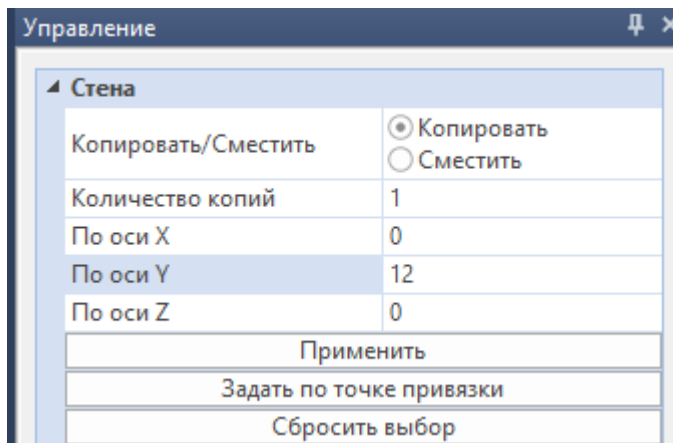 Управление
Стена
Копировать/Сместить
Копировать
Сместить
Количество копий 1
По оси X 0
По оси Y 12
По оси Z 0
Применить
Задать по точке привязки
Сбросить выбор